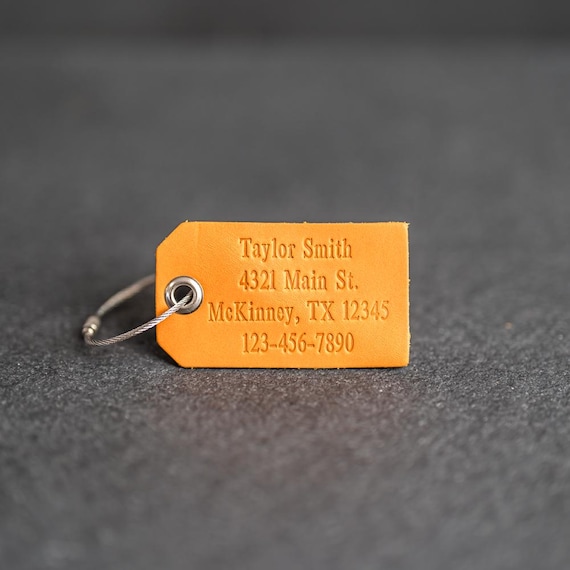 Taylor Smith
4321 Main St.
McKinney, TX 12345
123-456-7890